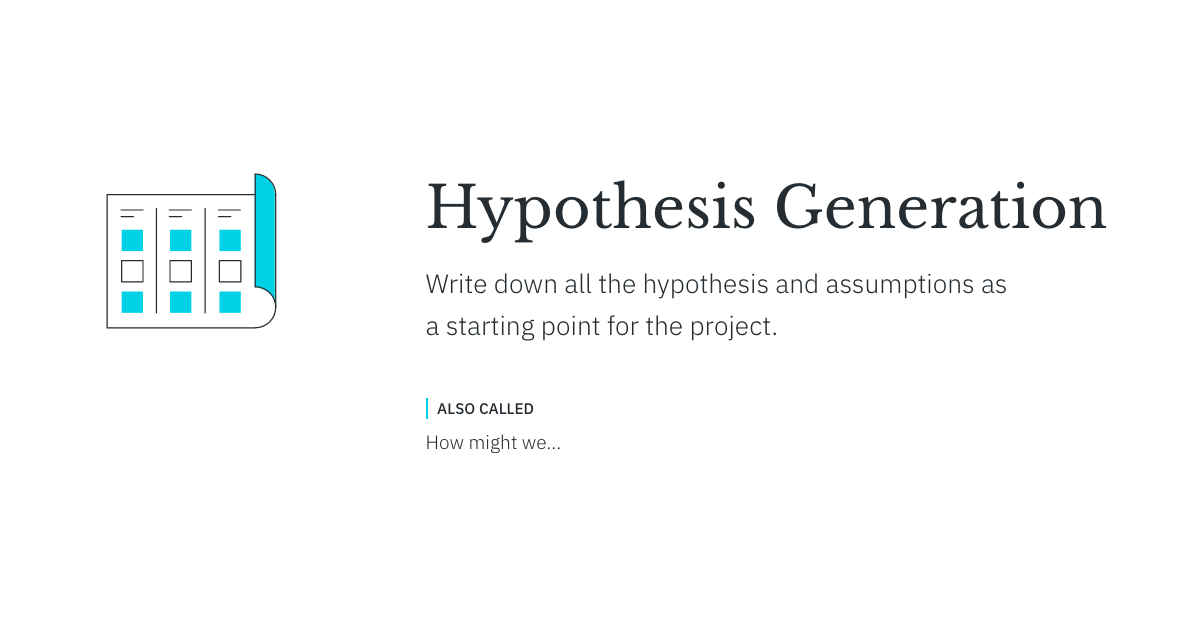 Hypothesis Generation
Write down all the hypothesis and assumptions as
a starting point for the project.
ALSO CALLED
How might we...